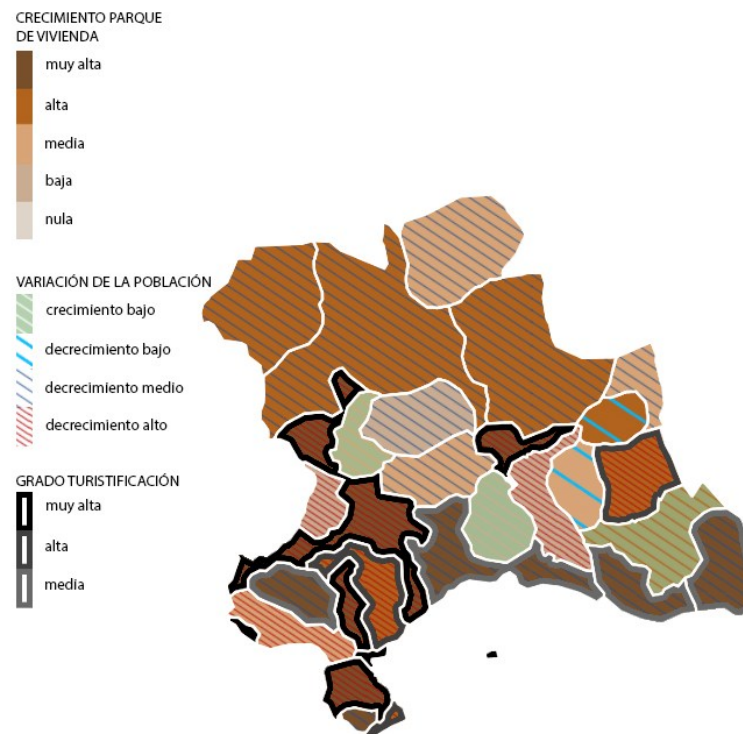 CRECIMIENTO PARQUE
DE VIVIENDA
muy alta
alta
media
baja
nula
VARIACIÓN DE LA POBLACIÓN
crecimiento bajo
decrecimiento bajo
decrecimiento medio
decrecimiento alto
GRADO TURISTIFICACIÓN
muy alta
alta
media